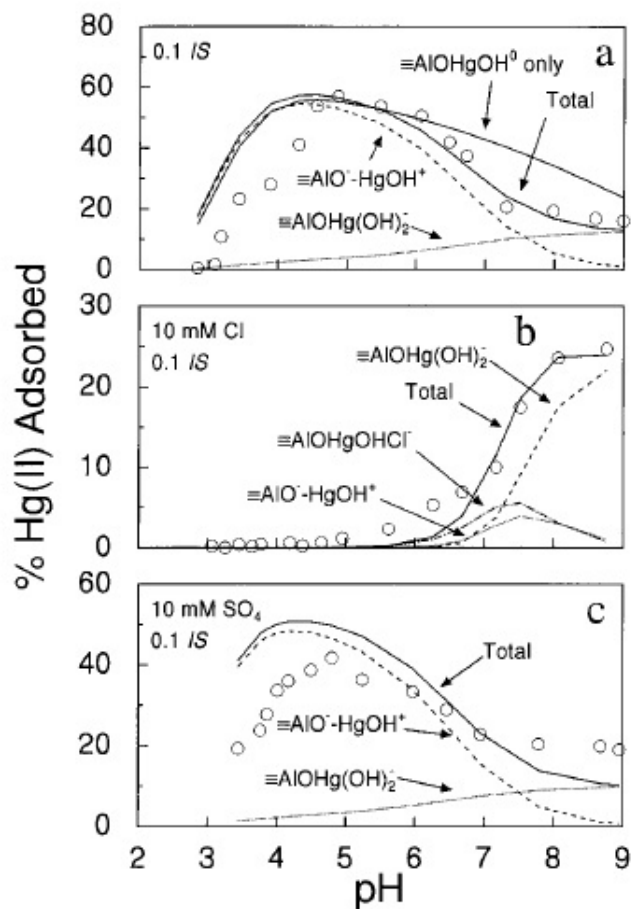 % Hg(II) Adsorbed
80
60
40
20
0
0.1 IS
a
≡AlOHgOH⁰ only
Total
≡AlO⁻-HgOH⁺
≡AlOHg(OH)₂⁻
30
20
10
0
10 mM Cl
0.1 IS
b
≡AlOHg(OH)₂⁻
Total
≡AlOHgOHCl⁻
≡AlO⁻-HgOH⁺
60
40
20
0
10 mM SO₄
0.1 IS
c
Total
≡AlO⁻-HgOH⁺
≡AlOHg(OH)₂⁻
2 3 4 5 6 7 8 9
pH